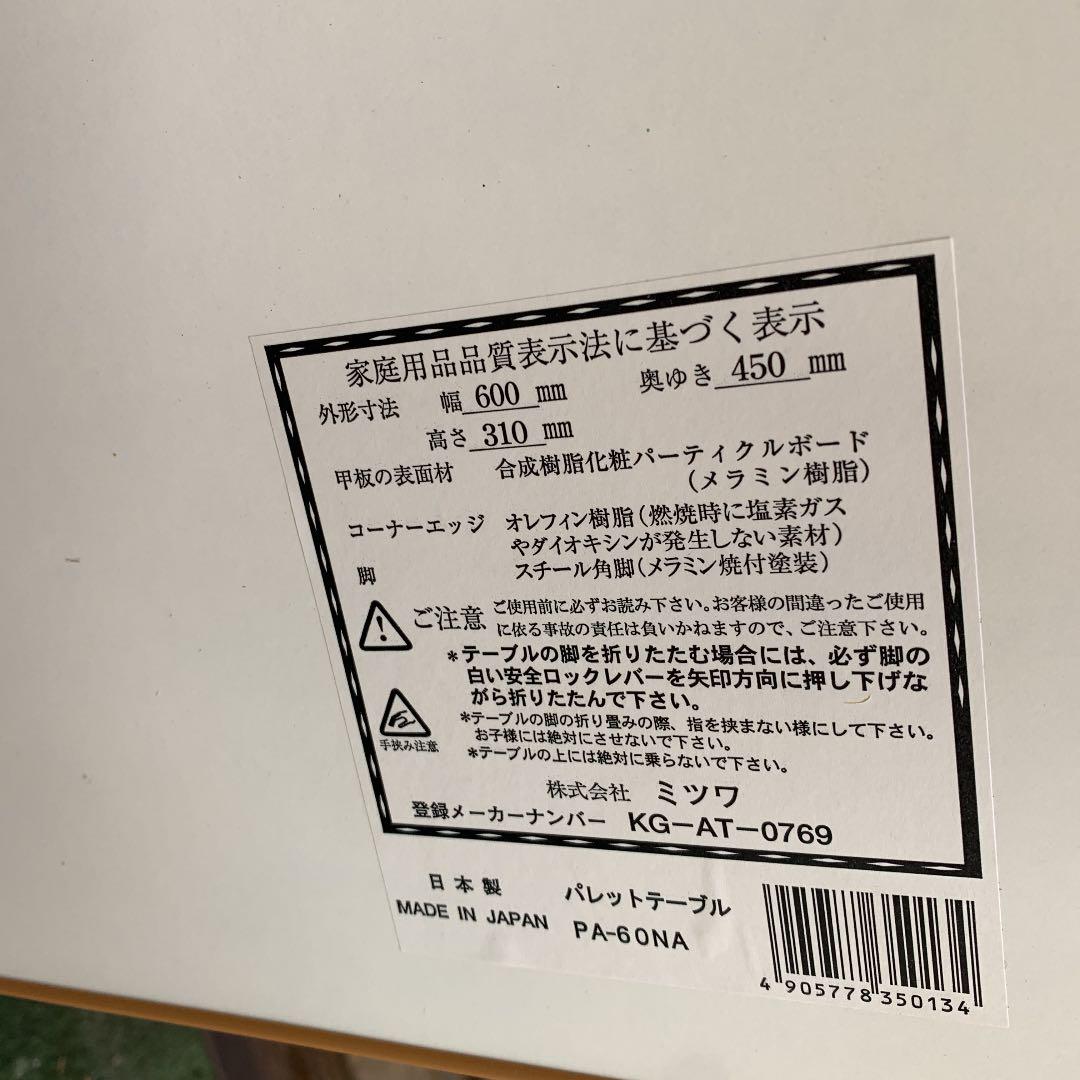 家庭用品品質表示法に基づく表示
外形寸法 幅 600 mm 奥ゆき 450 mm
高さ 310 mm
甲板の表面材 合成樹脂化粧パーティクルボード
(メラミン樹脂)
コーナーエッジ オレフィン樹脂(燃焼時に塩素ガス
やダイオキシンが発生しない素材)
脚 スチール角脚(メラミン焼付塗装)
ご注意 ご使用前に必ずお読み下さい。お客様の間違ったご使用
に依る事故の責任は負いかねますので、ご注意下さい。
*テーブルの脚を折りたたむ場合には、必ず脚の
白い安全ロックレバーを矢印方向に押し下げな
がら折りたたんで下さい。
*テーブルの脚の折り畳みの際、指を挟まない様にして下さい。
お子様には絶対にさせないで下さい。
手挟み注意
*テーブルの上には絶対に乗らないで下さい。
株式会社 ミツワ
登録メーカーナンバー KG-AT-0769
日本製 パレットテーブル
MADE IN JAPAN PA-60NA
4 905778 350134